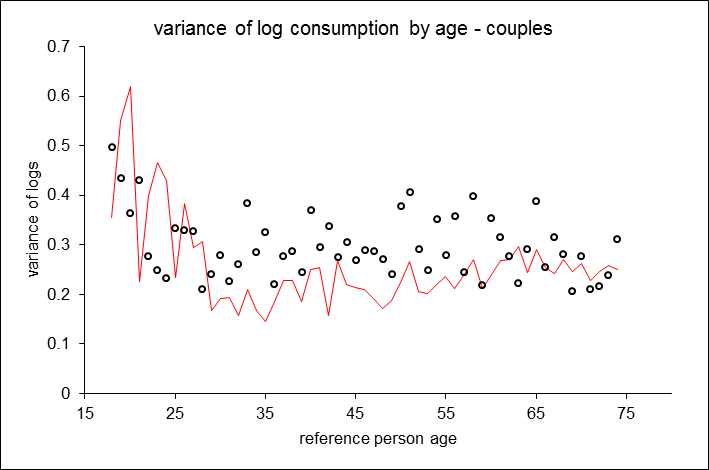 variance of log consumption by age - couples
0.7
0.6
0.5
0.4
0.3
0.2
0.1
0
variance of logs
15 25 35 45 55 65 75
reference person age